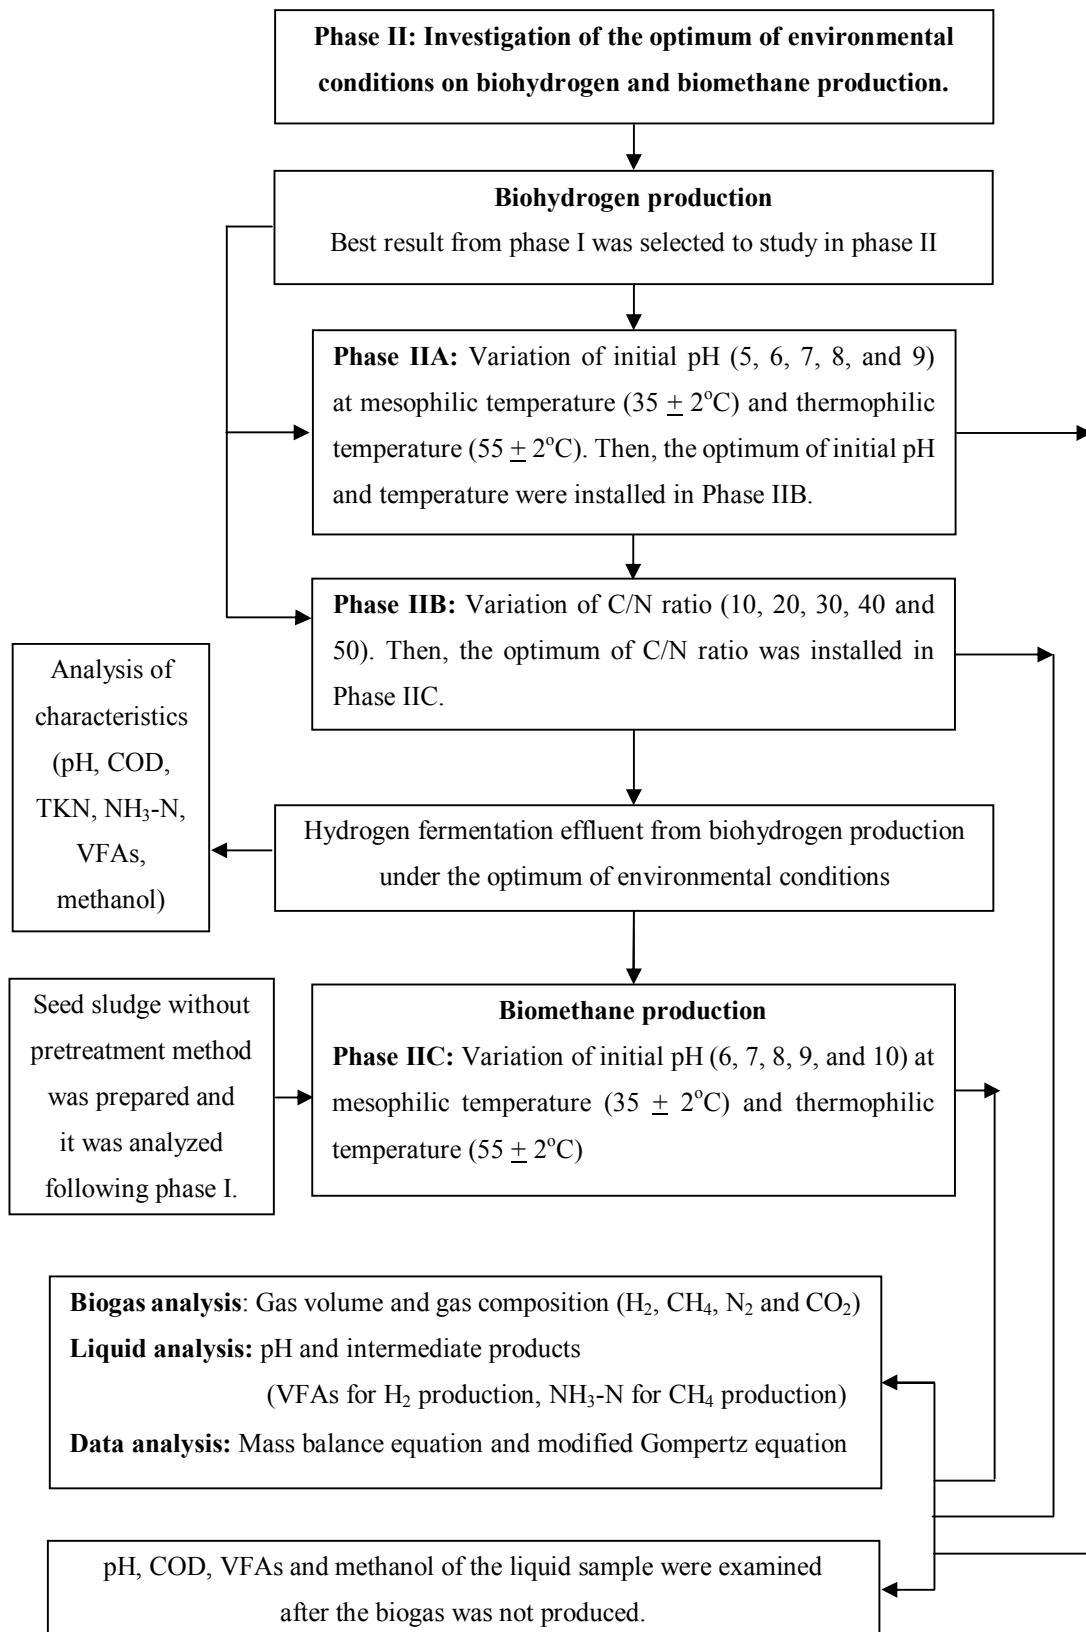 Phase II: Investigation of the optimum of environmental
conditions on biohydrogen and biomethane production.
Biohydrogen production
Best result from phase I was selected to study in phase II
Phase IIA: Variation of initial pH (5, 6, 7, 8, and 9)
at mesophilic temperature (35 ± 2°C) and thermophilic
temperature (55 ± 2°C). Then, the optimum of initial pH
and temperature were installed in Phase IIB.
Phase IIB: Variation of C/N ratio (10, 20, 30, 40 and
50). Then, the optimum of C/N ratio was installed in
Phase IIC.
Analysis of
characteristics
(pH, COD,
TKN, NH₃-N,
VFAs,
methanol)
Hydrogen fermentation effluent from biohydrogen production
under the optimum of environmental conditions
Seed sludge without
pretreatment method
was prepared and
it was analyzed
following phase I.
Biomethane production
Phase IIC: Variation of initial pH (6, 7, 8, 9, and 10) at
mesophilic temperature (35 ± 2°C) and thermophilic
temperature (55 ± 2°C)
Biogas analysis: Gas volume and gas composition (H₂, CH₄, N₂ and CO₂)
Liquid analysis: pH and intermediate products
(VFAs for H₂ production, NH₃-N for CH₄ production)
Data analysis: Mass balance equation and modified Gompertz equation
pH, COD, VFAs and methanol of the liquid sample were examined
after the biogas was not produced.